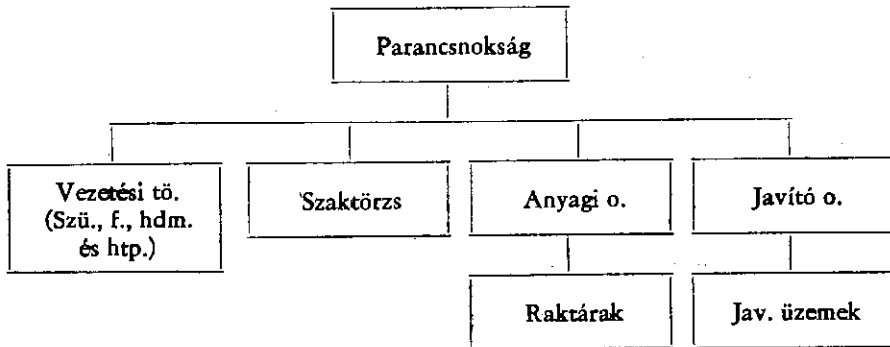 Parancsnokság
Vezetési tö.
(Szü., f., hdm.
és htp.)
Szaktörzs
Anyagi o.
Javító o.
Raktárak
Jav. üzemek